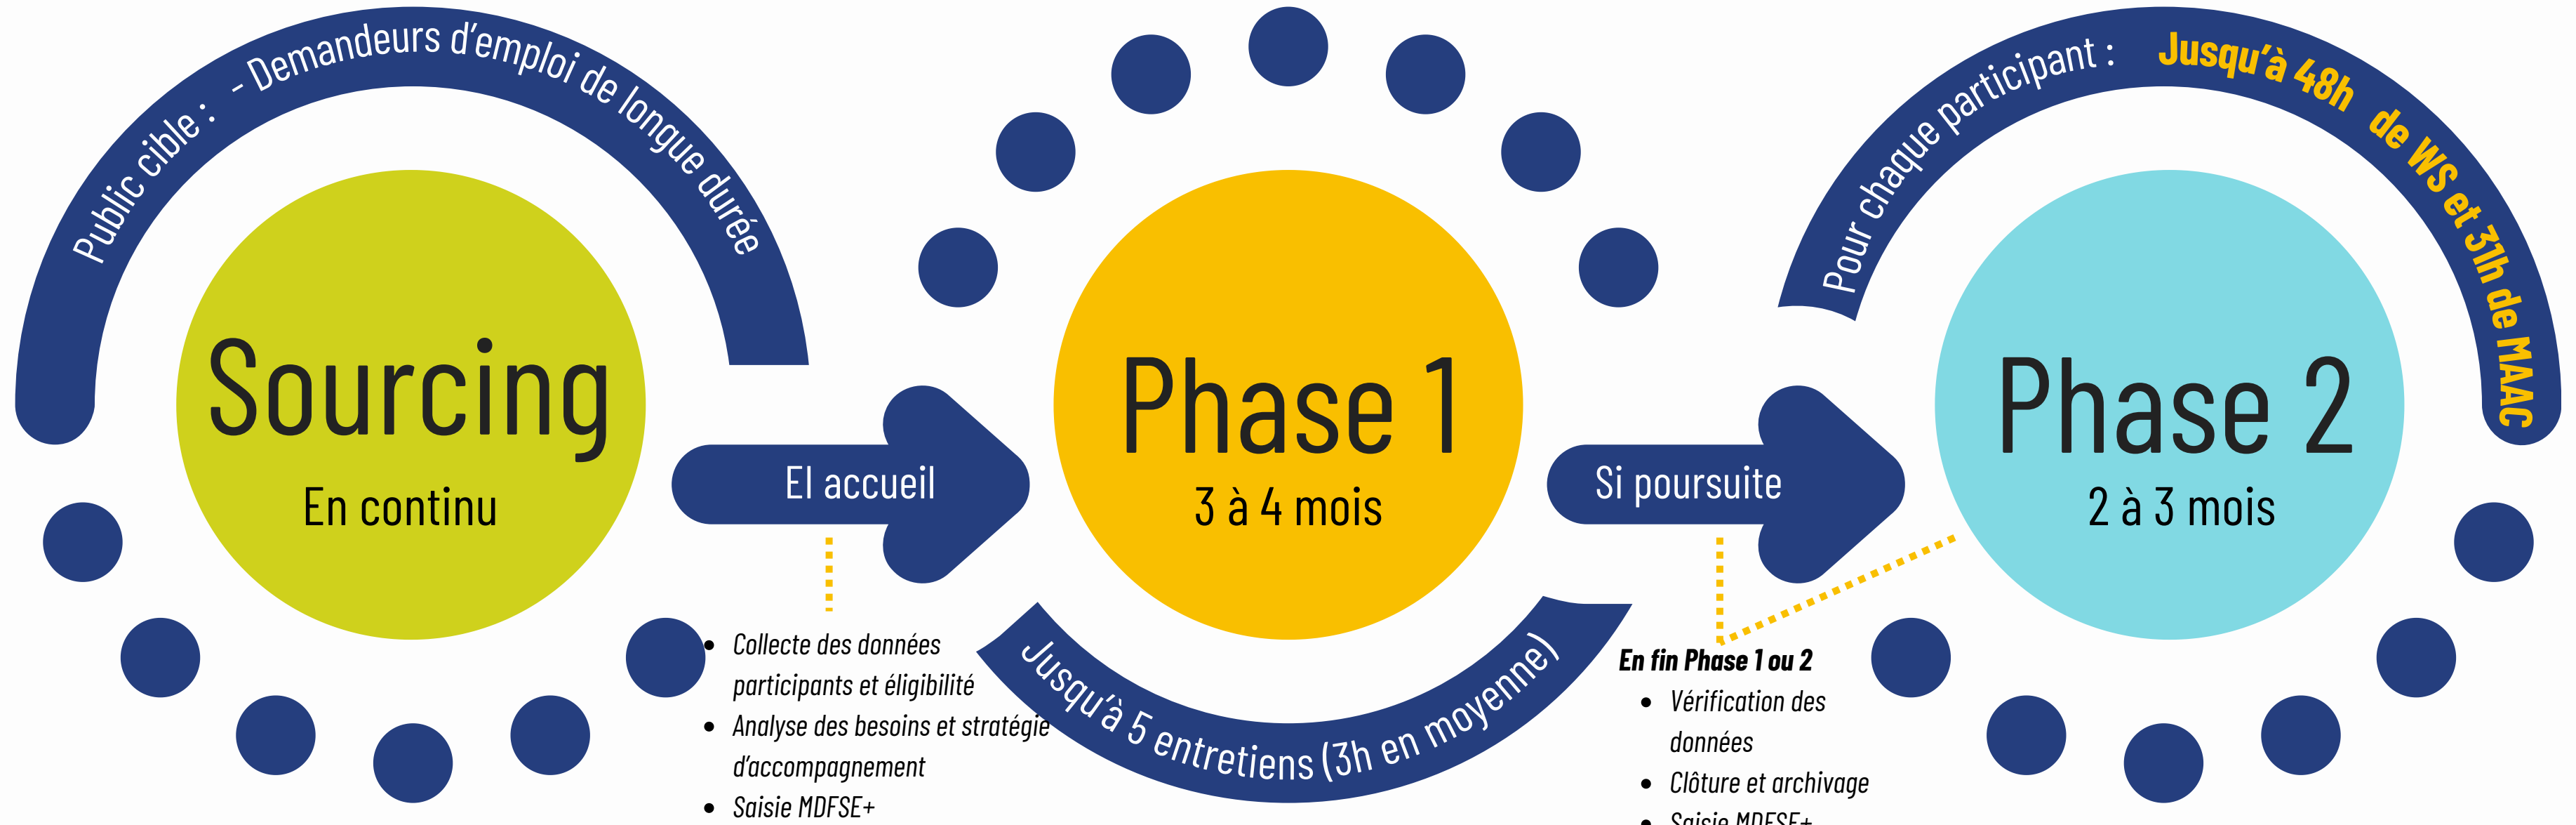 Public cible : - Demandeurs d'emploi de longue durée
Sourcing
En continu
EI accueil
• Collecte des données
participants et éligibilité
• Analyse des besoins et stratégie
d'accompagnement
• Saisie MDFSE+
Phase 1
3 à 4 mois
Jusqu'à 5 entretiens (3h en moyenne)
Si poursuite
En fin Phase 1 ou 2
• Vérification des
données
• Clôture et archivage
• Saisie MDFSE+
Pour chaque participant : Jusqu'à 48h de WS et 31h de MAAC
Phase 2
2 à 3 mois